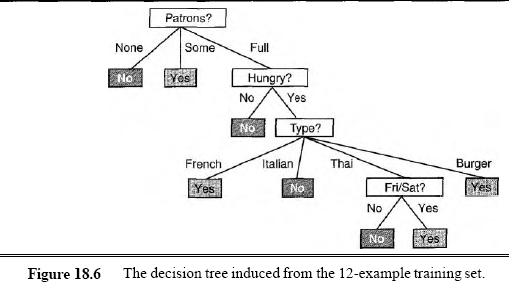 Patrons?
None Some Full
No Yes Hungry?
No Yes
No Type?
French Italian Thai Burger
Yes No Fri/Sat? Yes
No Yes
No Yes
Figure 18.6 The decision tree induced from the 12-example training set.